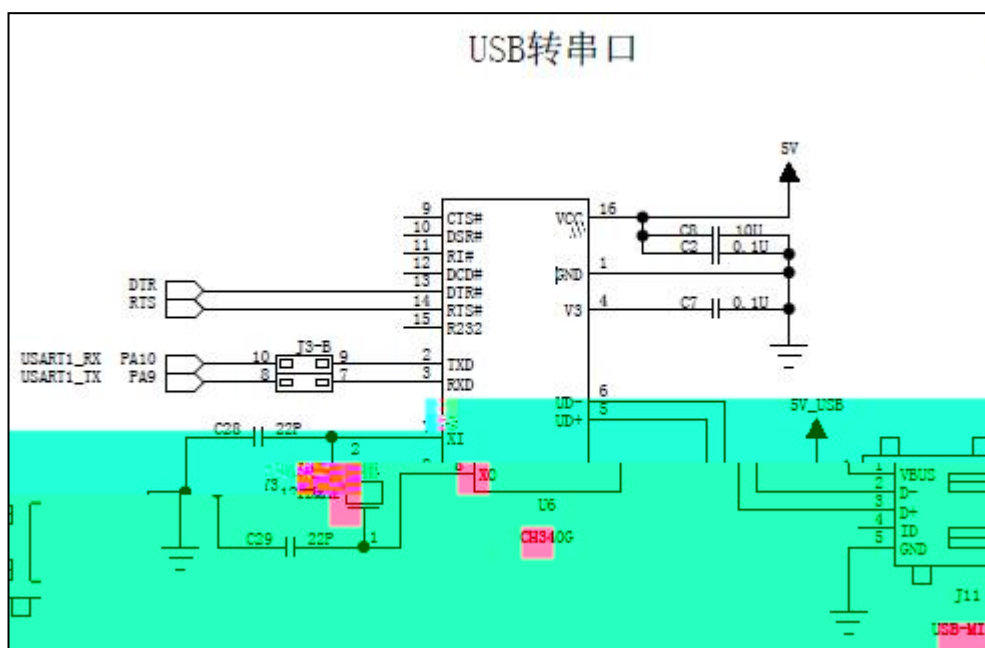 USB转串口
5V
9 CTS# VCC 16
10 DSR# C8 10U
11 RI# C2 0.1U
12 DCD# GND 1
DTR 13 DTR#
RTS 14 RTS# V3 4 C7 0.1U
15 R232
J3-B
USART1_RX PA10 10 9 2 TXD
USART1_TX PA9 8 7 3 RXD
UD- 6
UD+ 5
5V_USB
C28 22P XI
2
XO
1 VBUS
2 D-
3 D+
4 ID
5 GND
U6
C29 22P 1 CH340G
J11